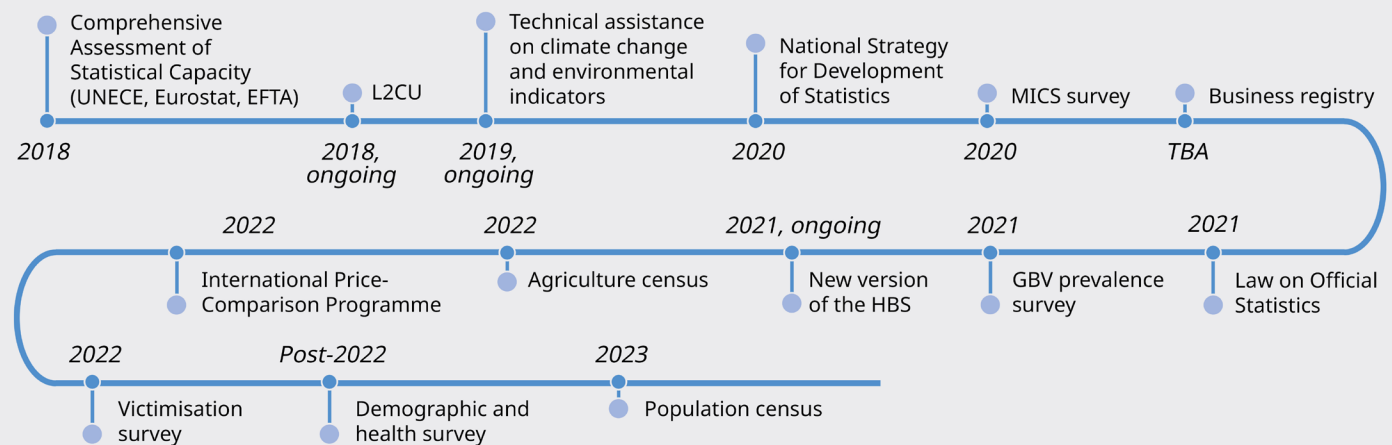 Comprehensive
Assessment of
Statistical Capacity
(UNECE, Eurostat, EFTA)
2018
L2CU
2018,
ongoing
Technical assistance
on climate change
and environmental
indicators
2019,
ongoing
National Strategy
for Development
of Statistics
2020
MICS survey
2020
Business registry
TBA
2021
Law on Official
Statistics
2021
GBV prevalence
survey
2021, ongoing
New version
of the HBS
2022
Agriculture census
2022
International Price-
Comparison Programme
2022
Victimisation
survey
Post-2022
Demographic and
health survey
2023
Population census